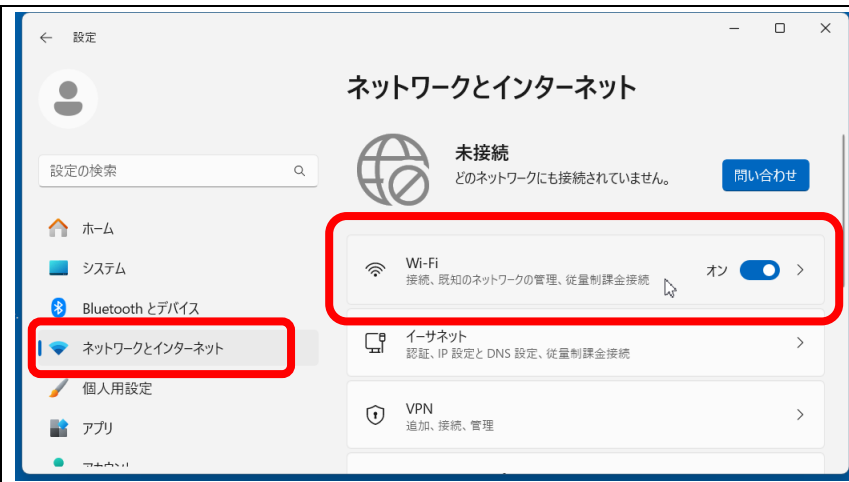 設定
ネットワークとインターネット
未接続
どのネットワークにも接続されていません。
問い合わせ
設定の検索
ホーム
システム
Bluetooth とデバイス
ネットワークとインターネット
個人用設定
アプリ
Wi-Fi
接続、既知のネットワークの管理、従量制課金接続
オン
イーサネット
認証、IP 設定と DNS 設定、従量制課金接続
VPN
追加、接続、管理